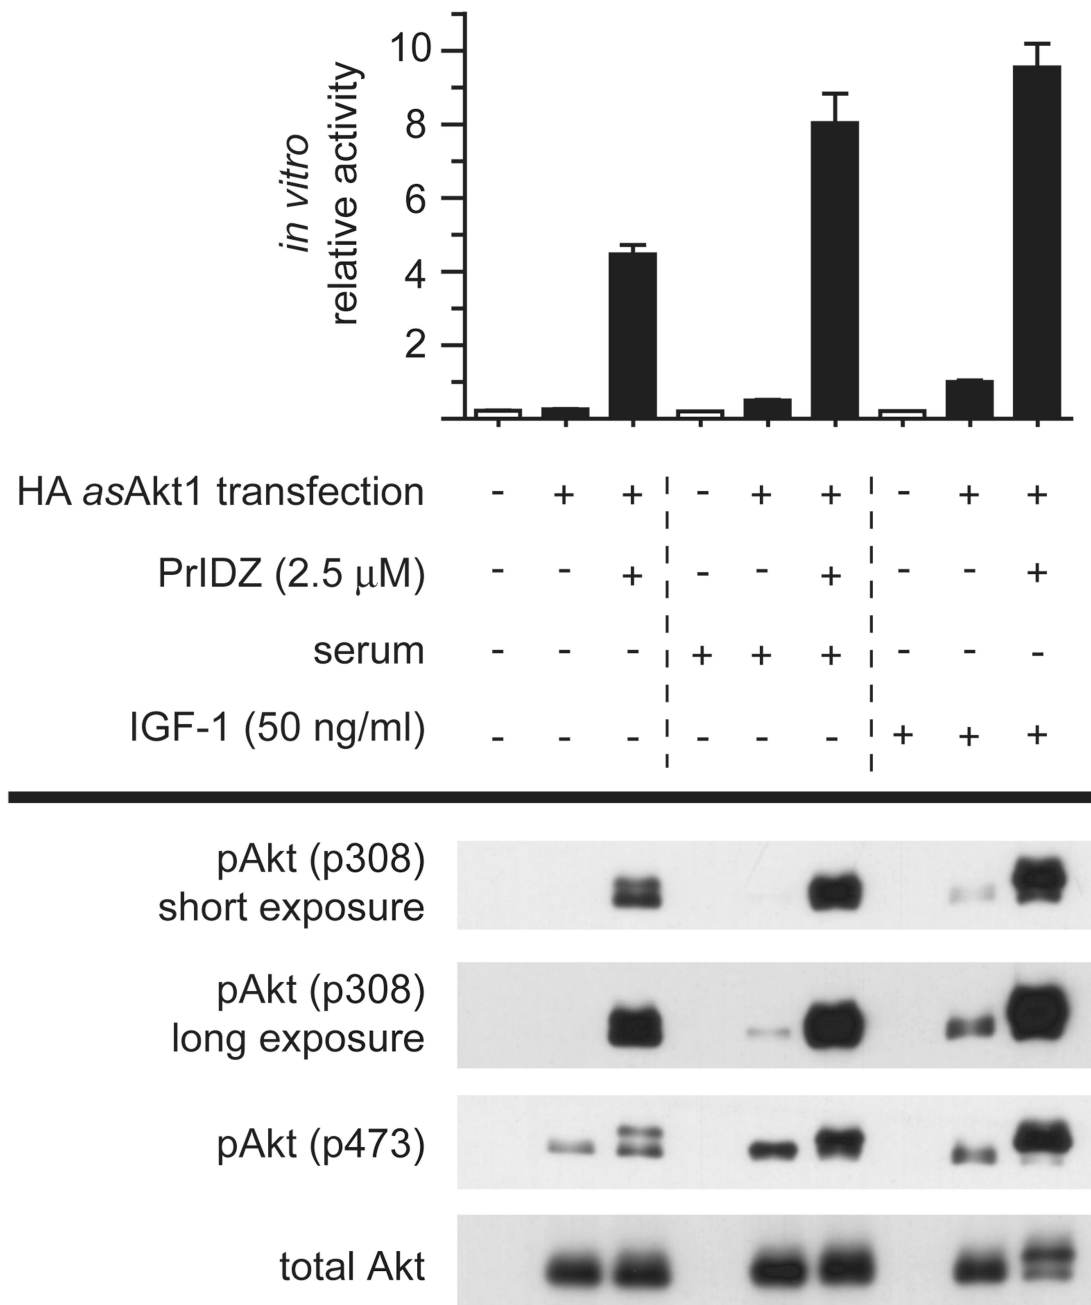 in vitro
relative activity
10
8
6
4
2
HA asAkt1 transfection - + + - + + - + +
PrIDZ (2.5 μM) - - + - - + - - +
serum - - - + + + - - -
IGF-1 (50 ng/ml) - - - - - - + + +
pAkt (p308)
short exposure
pAkt (p308)
long exposure
pAkt (p473)
total Akt